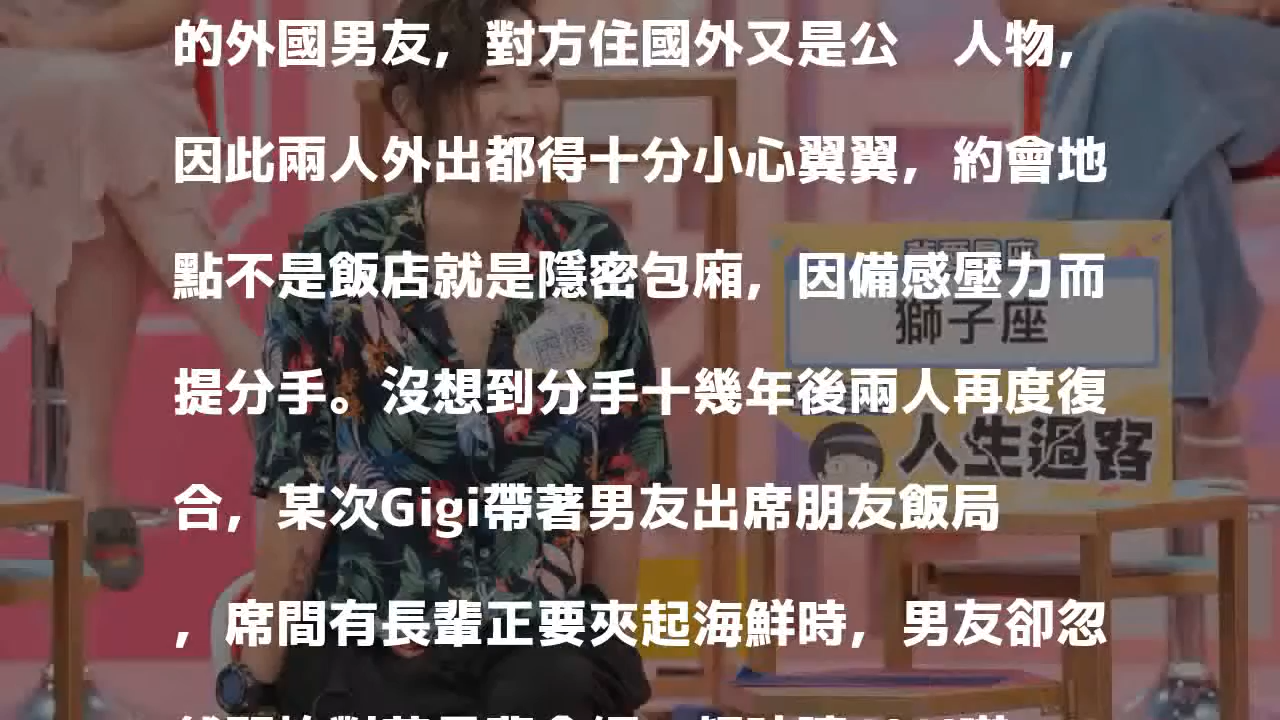 的外國男友，對方住國外又是公　人物，
因此兩人外出都得十分小心翼翼，約會地
點不是飯店就是隱密包廂，因備感壓力而
獅子座
提分手。沒想到分手十幾年後兩人再度復
人生過客
合，某次Gigi帶著男友出席朋友飯局
，席間有長輩正要夾起海鮮時，男友卻忽